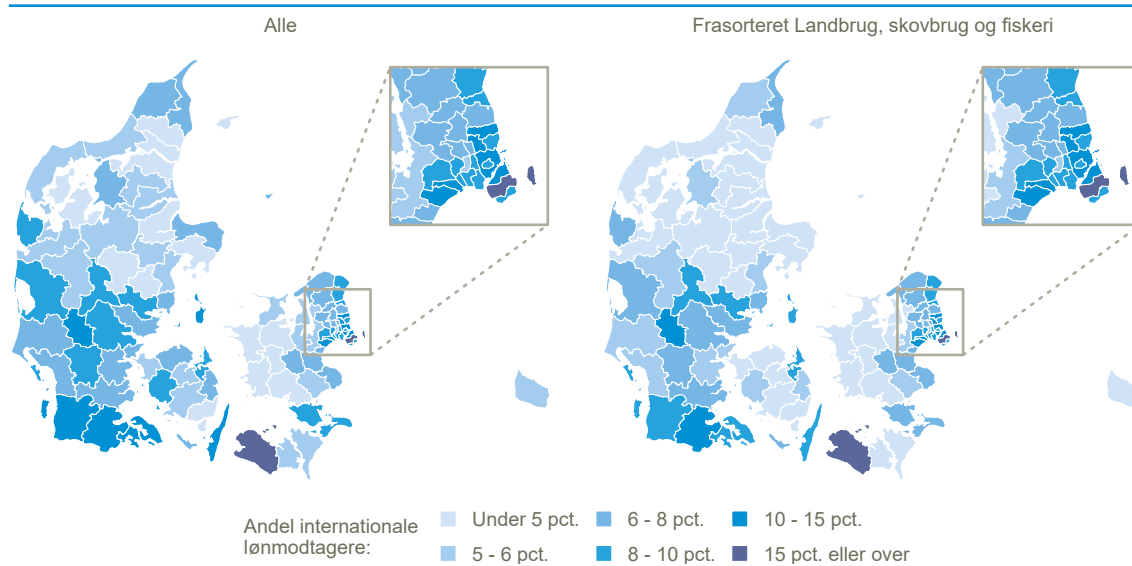 Alle
Frasorteret Landbrug, skovbrug og fiskeri
Andel internationale
lønmodtagere:
Under 5 pct.
6 - 8 pct.
10 - 15 pct.
5 - 6 pct.
8 - 10 pct.
15 pct. eller over